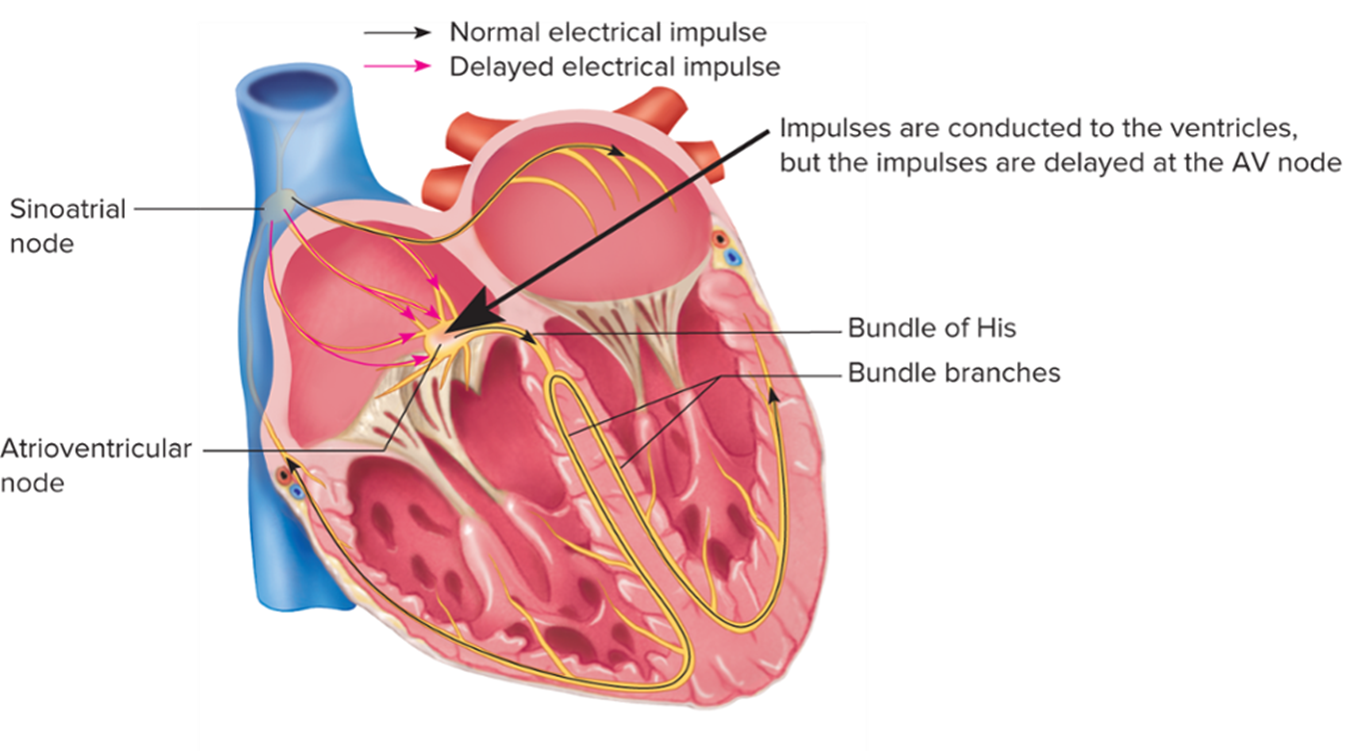 Normal electrical impulse
Delayed electrical impulse
Impulses are conducted to the ventricles,
but the impulses are delayed at the AV node
Sinoatrial
node
Bundle of His
Bundle branches
Atrioventricular
node